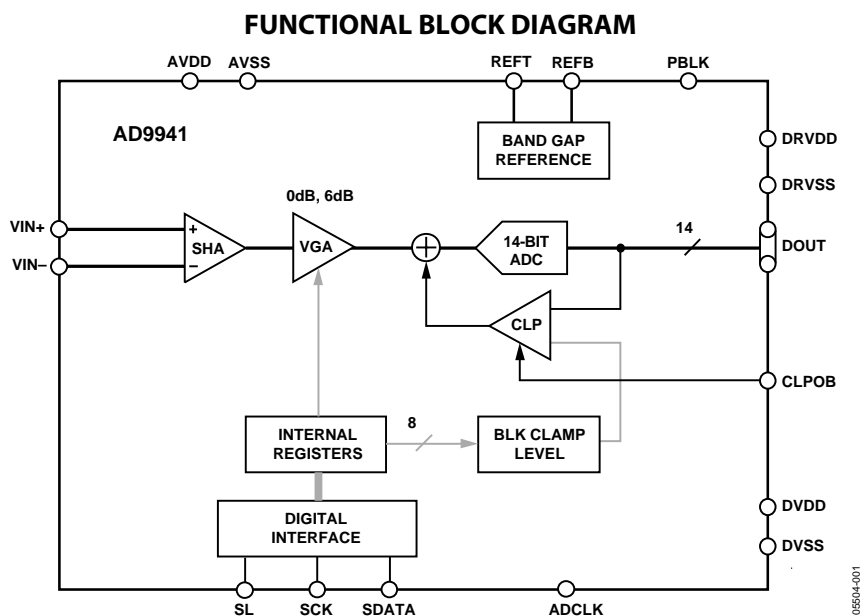 FUNCTIONAL BLOCK DIAGRAM
AVDD
AVSS
REFT
REFB
PBLK
AD9941
BAND GAP
REFERENCE
DRVDD
DRVSS
0dB, 6dB
VIN+
VIN–
+
SHA
–
VGA
14-BIT
ADC
14
DOUT
CLP
CLPOB
INTERNAL
REGISTERS
8
BLK CLAMP
LEVEL
DIGITAL
INTERFACE
DVDD
DVSS
SL
SCK
SDATA
ADCLK
05504-001